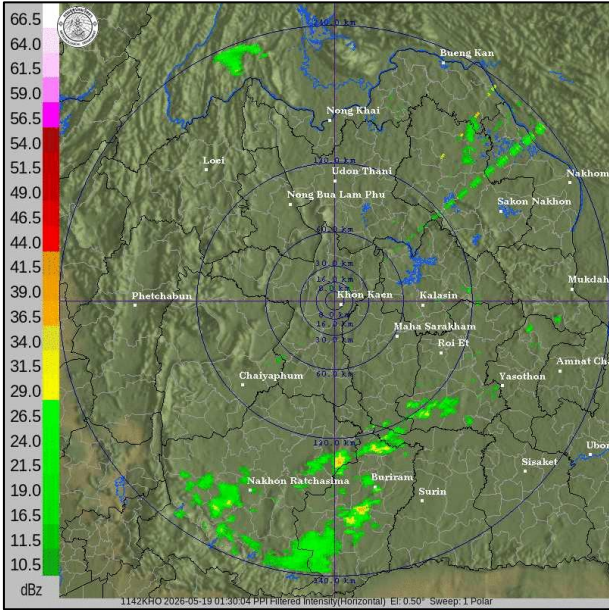 66.5
64.0
61.5
59.0
56.5
54.0
51.5
49.0
46.5
44.0
41.5
39.0
36.5
34.0
31.5
29.0
26.5
24.0
21.5
19.0
16.5
11.5
10.5
dBz
Bueng Kan
Nong Khai
Loei
Udon Thani
Nakhom
Nong Bua Lam Phu
Sakon Nakhon
Mukdah
Phetchabun
Khon Kaen
Kalasin
Maha Sarakham
Roi Et
Amnat Ch
Chaiyaphum
Yasothon
120.0 km
Ubo
Sisaket
Nakhon Ratchasima
Buriram
Surin
1142KHO 2026-05-19 01:30:04 PPI Filtered Intensity(Horizontal) El: 0.50° Sweep: 1 Polar